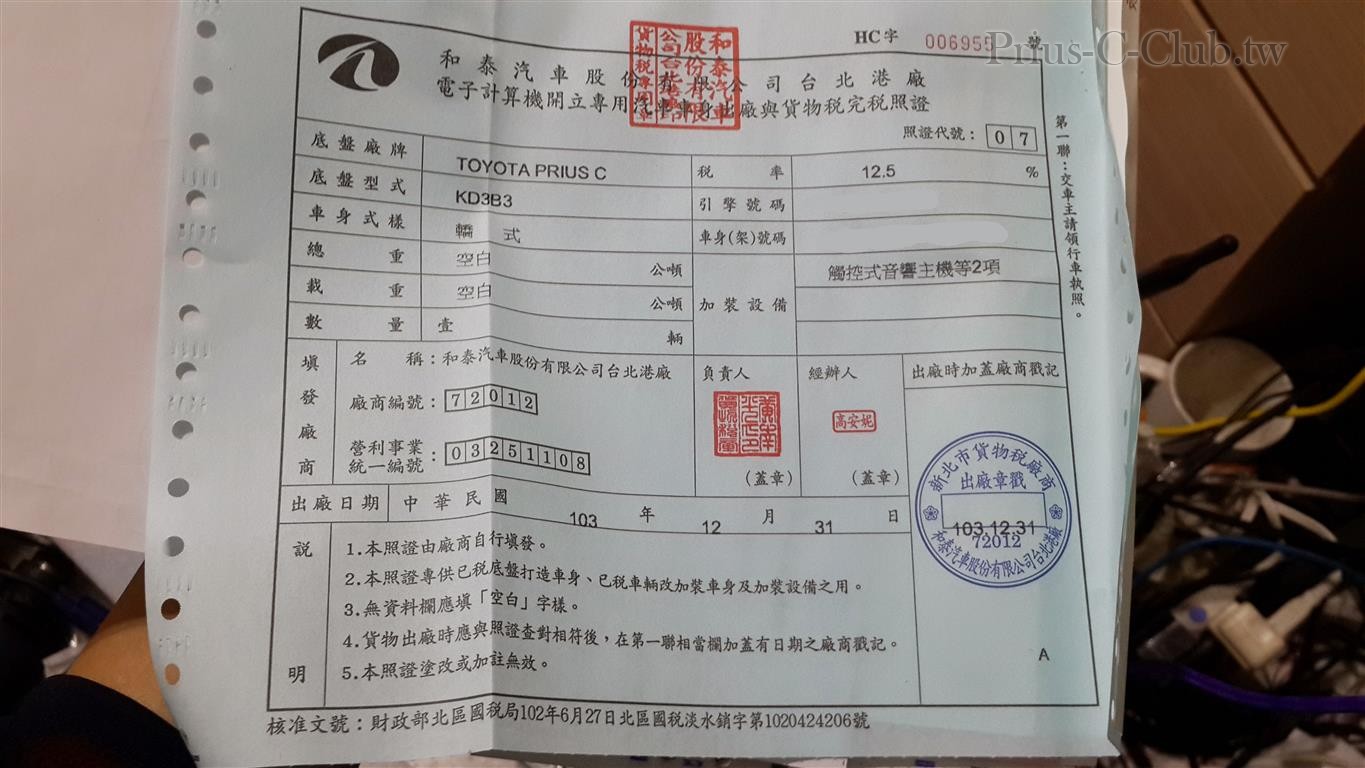 HC字 006955 號
Prius-C-Club.tw
和泰汽車股份有限公司台北港廠
電子計算機開立專用汽車車身出廠與貨物稅完稅照證
照證代號：07
底盤廠牌 TOYOTA PRIUS C 稅率 12.5 %
底盤型式 KD3B3 引擎號碼
車身式樣 轎式 車身(架)號碼
總重 空白 公噸 加裝設備 觸控式音響主機等2項
載重 空白 公噸
數量 壹 輛
填發廠商
名稱：和泰汽車股份有限公司台北港廠
廠商編號：72012
營利事業統一編號：03251108
負責人
(蓋章)
經辦人
高安妮
(蓋章)
出廠時加蓋廠商戳記
新北市貨物稅廠商
出廠章戳
103.12.31
72012
和泰汽車股份有限公司台北港廠
出廠日期 中華民國 103 年 12 月 31 日
說明
1.本照證由廠商自行填發。
2.本照證專供已稅底盤打造車身、已稅車輛改加裝車身及加裝設備之用。
3.無資料欄應填「空白」字樣。
4.貨物出廠時應與照證查對相符後，在第一聯相當欄加蓋有日期之廠商戳記。
5.本照證塗改或加註無效。
A
核准文號：財政部北區國稅局102年6月27日北區國稅淡水銷字第1020424206號
第一聯：交車主請領行車執照。